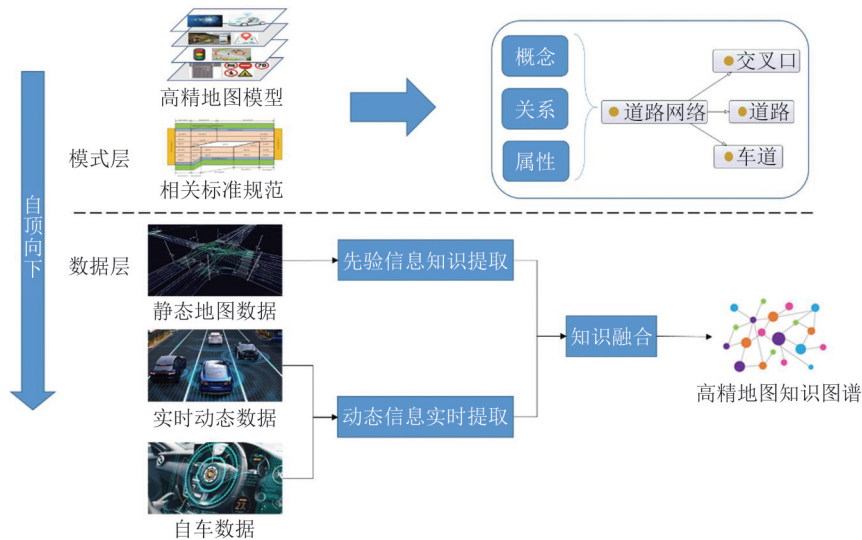 高精地图模型
概念
关系
属性
道路网络
交叉口
道路
车道
模式层
相关标准规范
自顶向下
数据层
静态地图数据
先验信息知识提取
知识融合
高精地图知识图谱
实时动态数据
动态信息实时提取
自车数据